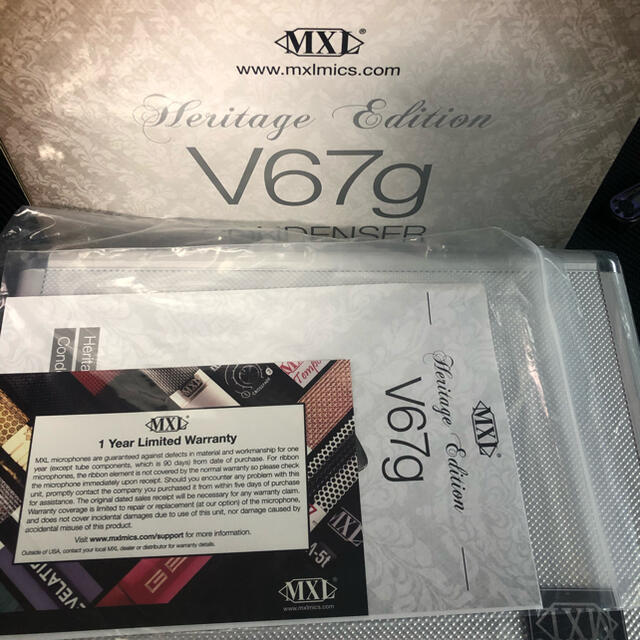 MXL®
www.mxlmics.com
Heritage Edition
V67g
CONDENSER
Heritage Edition
V67g
MXL
MXL
1 Year Limited Warranty
MXL microphones are guaranteed against defects in material and workmanship for one
year (except tube components, which is 90 days) from date of purchase. For ribbon
microphones, the ribbon element is not covered by the normal warranty so please check
the microphone immediately upon receipt. Should you encounter any problem with this
unit, promptly contact the company you purchased it from within five days of purchase
for assistance. The original dated sales receipt will be necessary for any warranty claim.
Warranty coverage is limited to repair or replacement (at our option) of the microphone,
and does not cover incidental damages due to use of this unit, nor damage caused by
accidental misuse of this product.
Visit www.mxlmics.com/support for more information.
Outside of USA, contact your local MXL dealer or distributor for warranty details.
MXL®
www.mxlmics.com
MXL